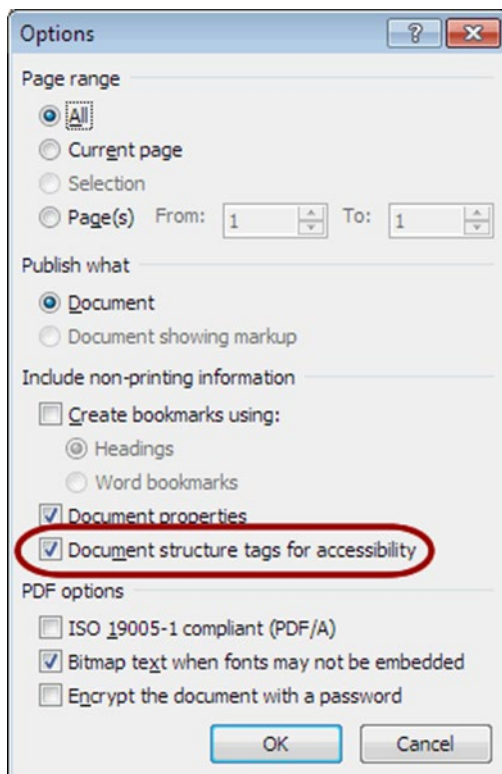 Options
Page range
All
Current page
Selection
Page(s) From: 1 To: 1
Publish what
Document
Document showing markup
Include non-printing information
Create bookmarks using:
Headings
Word bookmarks
Document properties
Document structure tags for accessibility
PDF options
ISO 19005-1 compliant (PDF/A)
Bitmap text when fonts may not be embedded
Encrypt the document with a password
OK Cancel